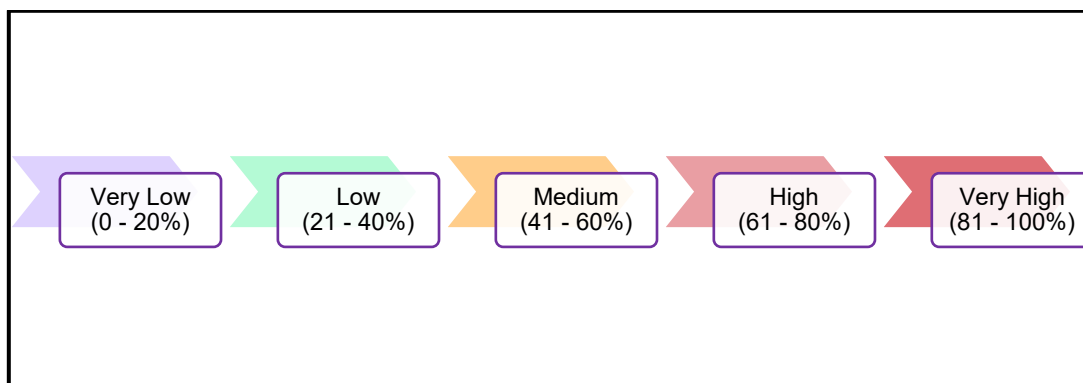 Very Low
(0 - 20%)
Low
(21 - 40%)
Medium
(41 - 60%)
High
(61 - 80%)
Very High
(81 - 100%)